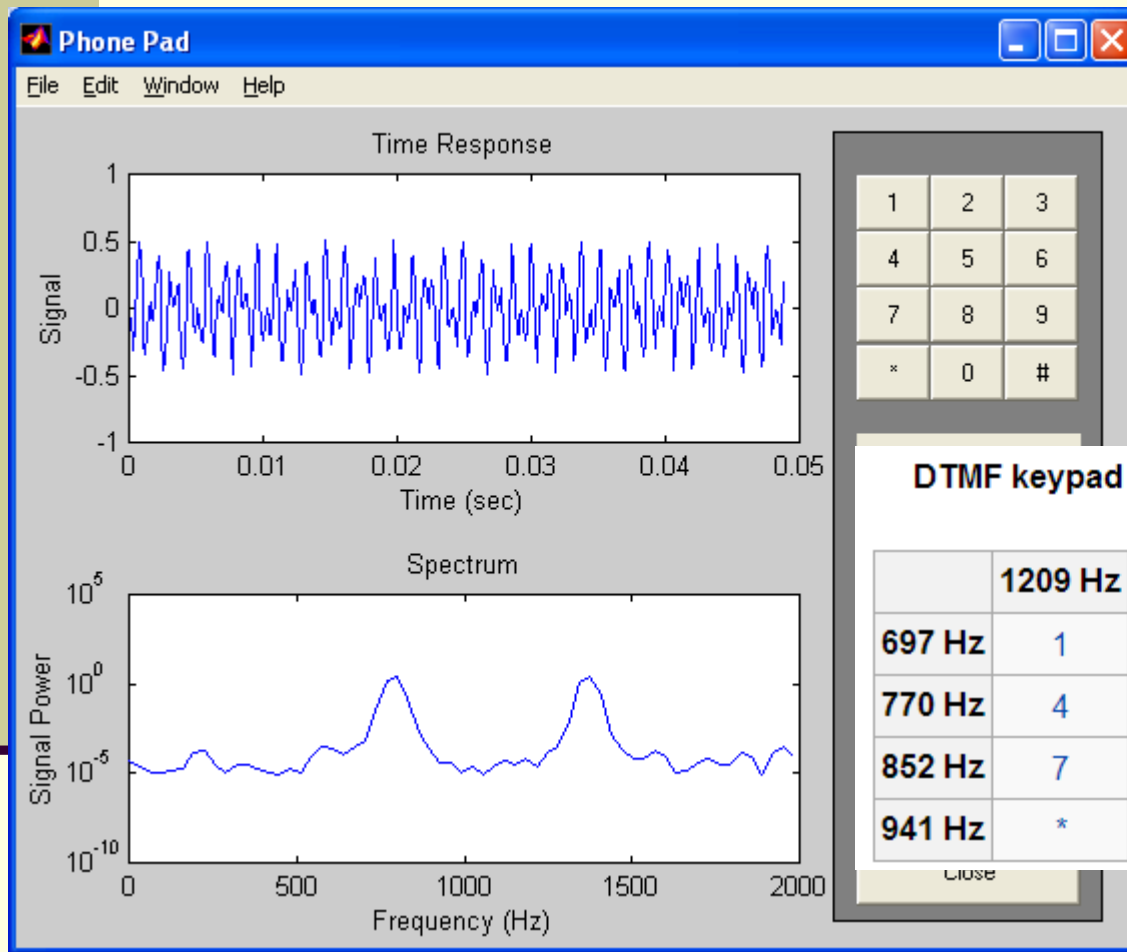 Phone Pad
File Edit Window Help
Time Response
1
0.5
0
-0.5
-1
Signal
0 0.01 0.02 0.03 0.04 0.05
Time (sec)
Spectrum
10^5
10^0
10^-5
10^-10
Signal Power
0 500 1000 1500 2000
Frequency (Hz)
1 2 3
4 5 6
7 8 9
* 0 #
DTMF keypad
1209 Hz
697 Hz 1
770 Hz 4
852 Hz 7
941 Hz *
Close